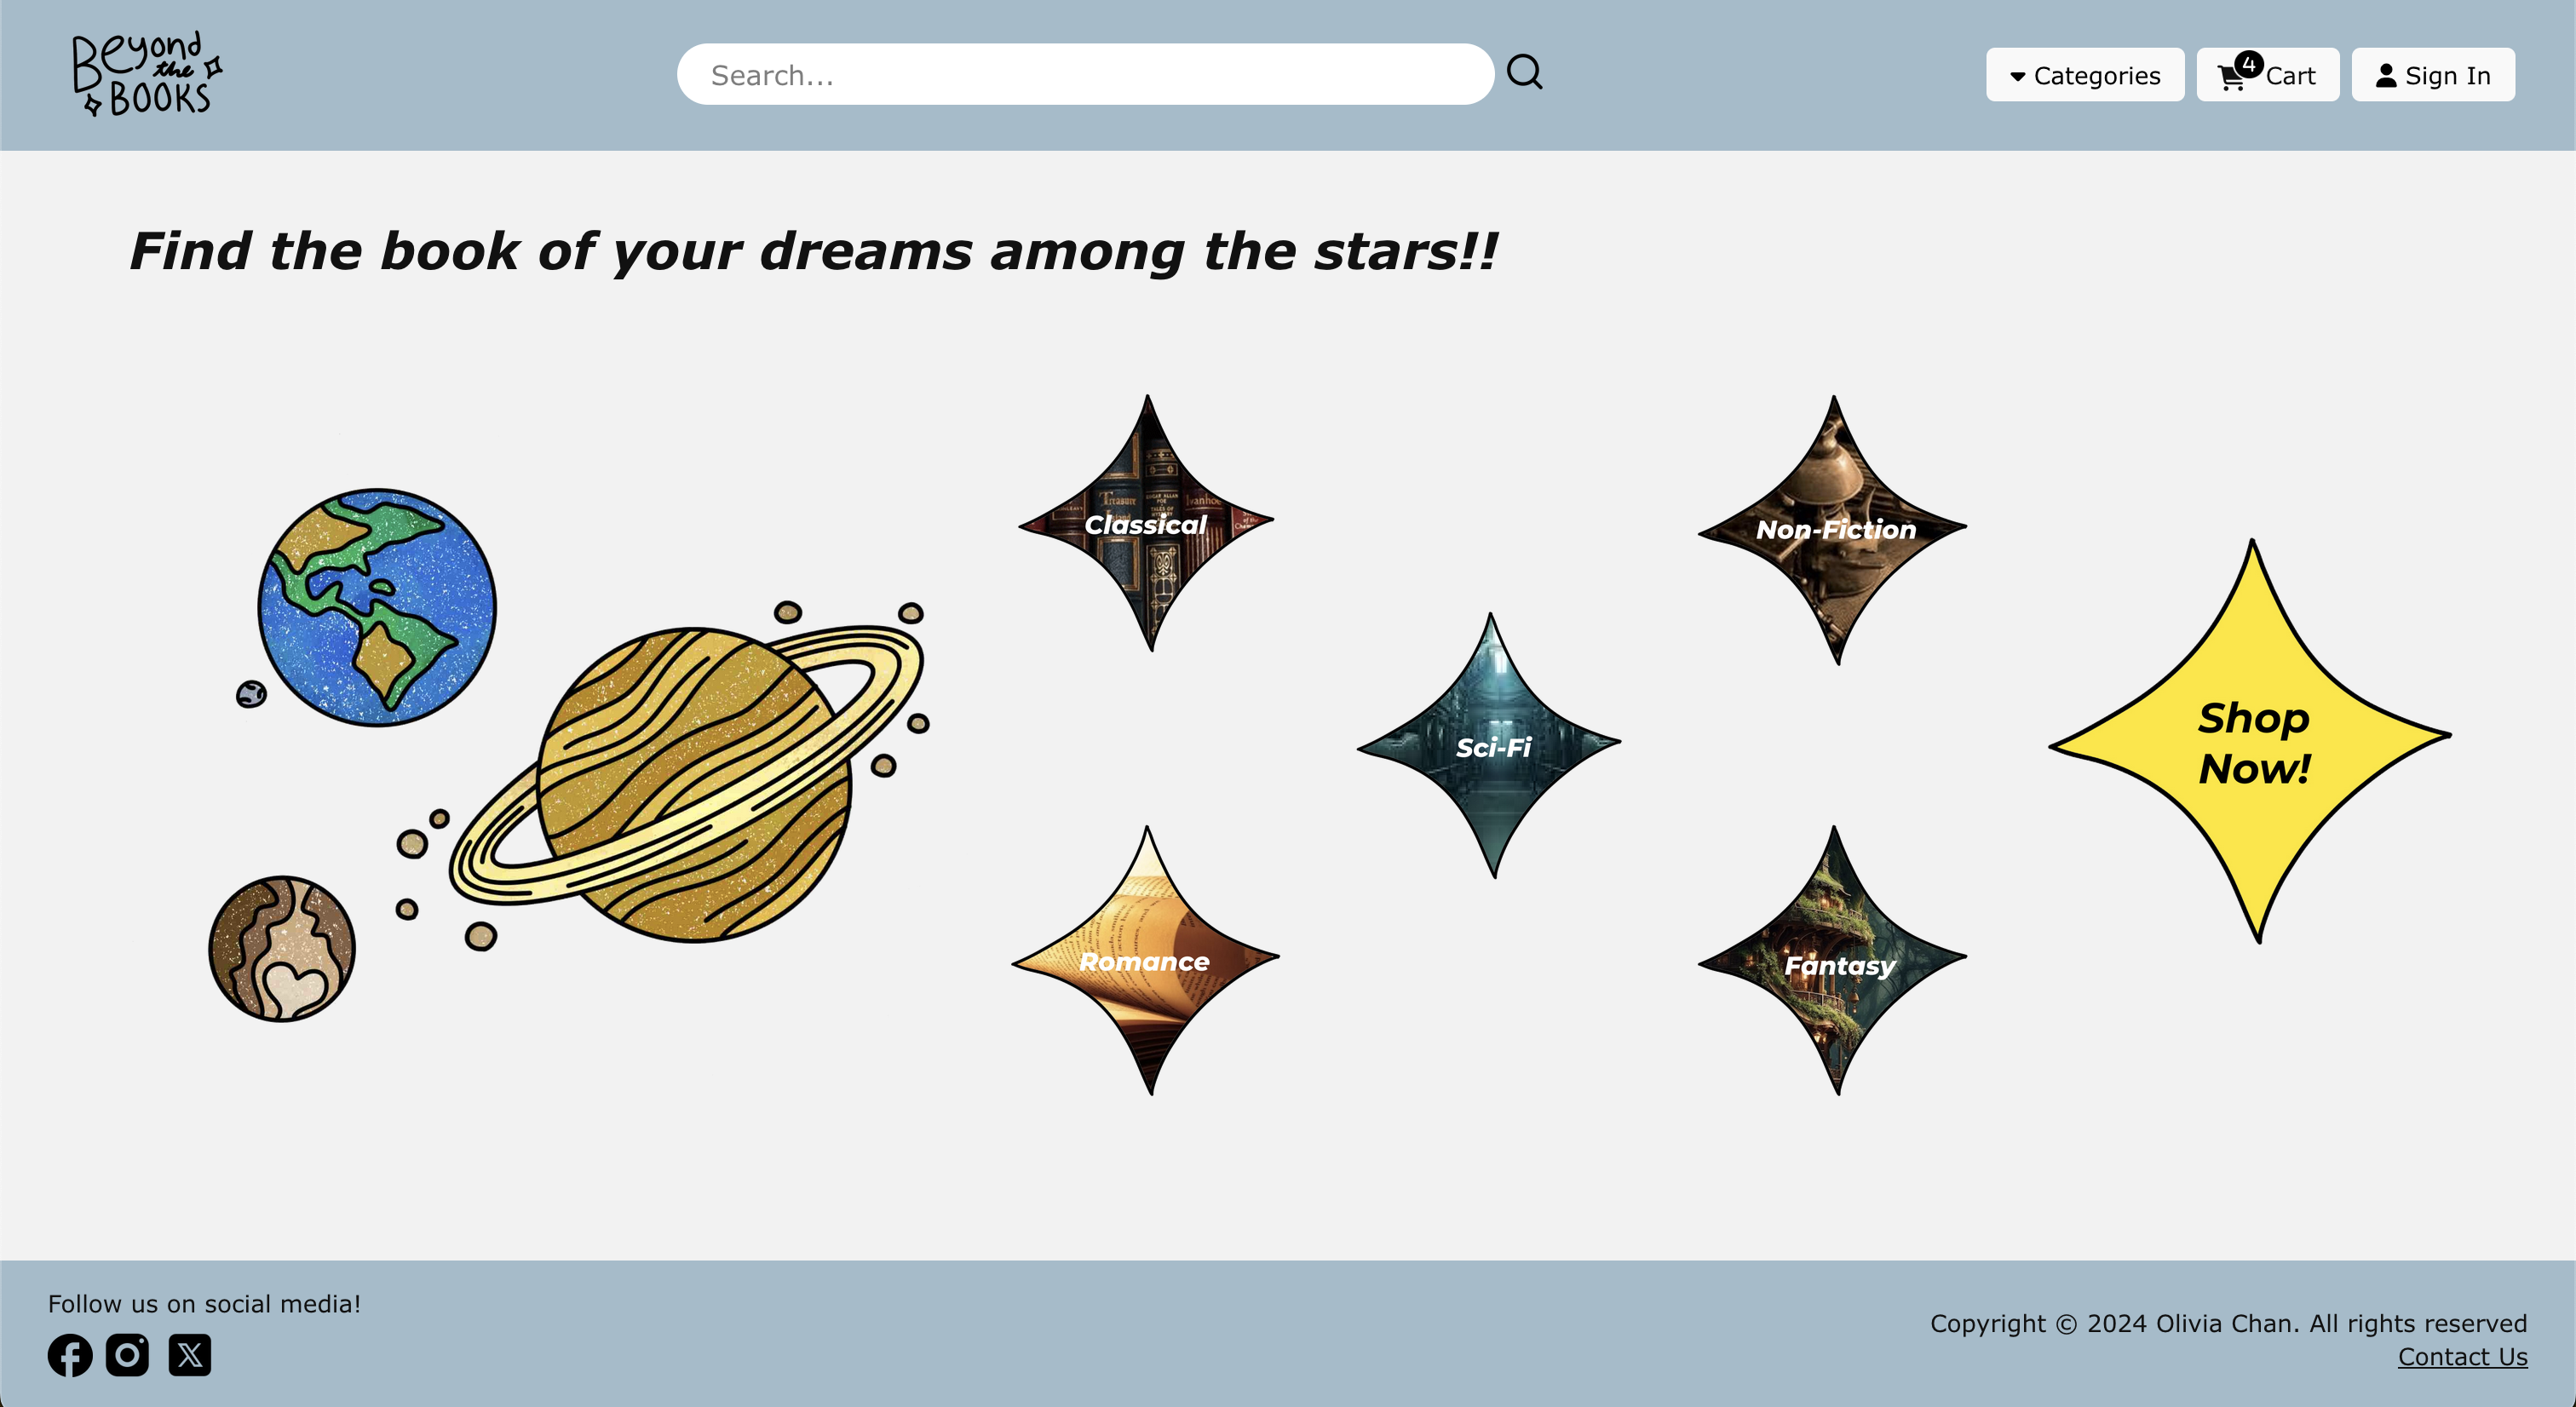 Beyond
the
BOOKS
Search...
Categories
4
Cart
Sign In
Find the book of your dreams among the stars!!
Treasure
Ivanhoe
Classical
Non-Fiction
Sci-Fi
Shop
Now!
Romance
Fantasy
Follow us on social media!
Copyright © 2024 Olivia Chan. All rights reserved
Contact Us